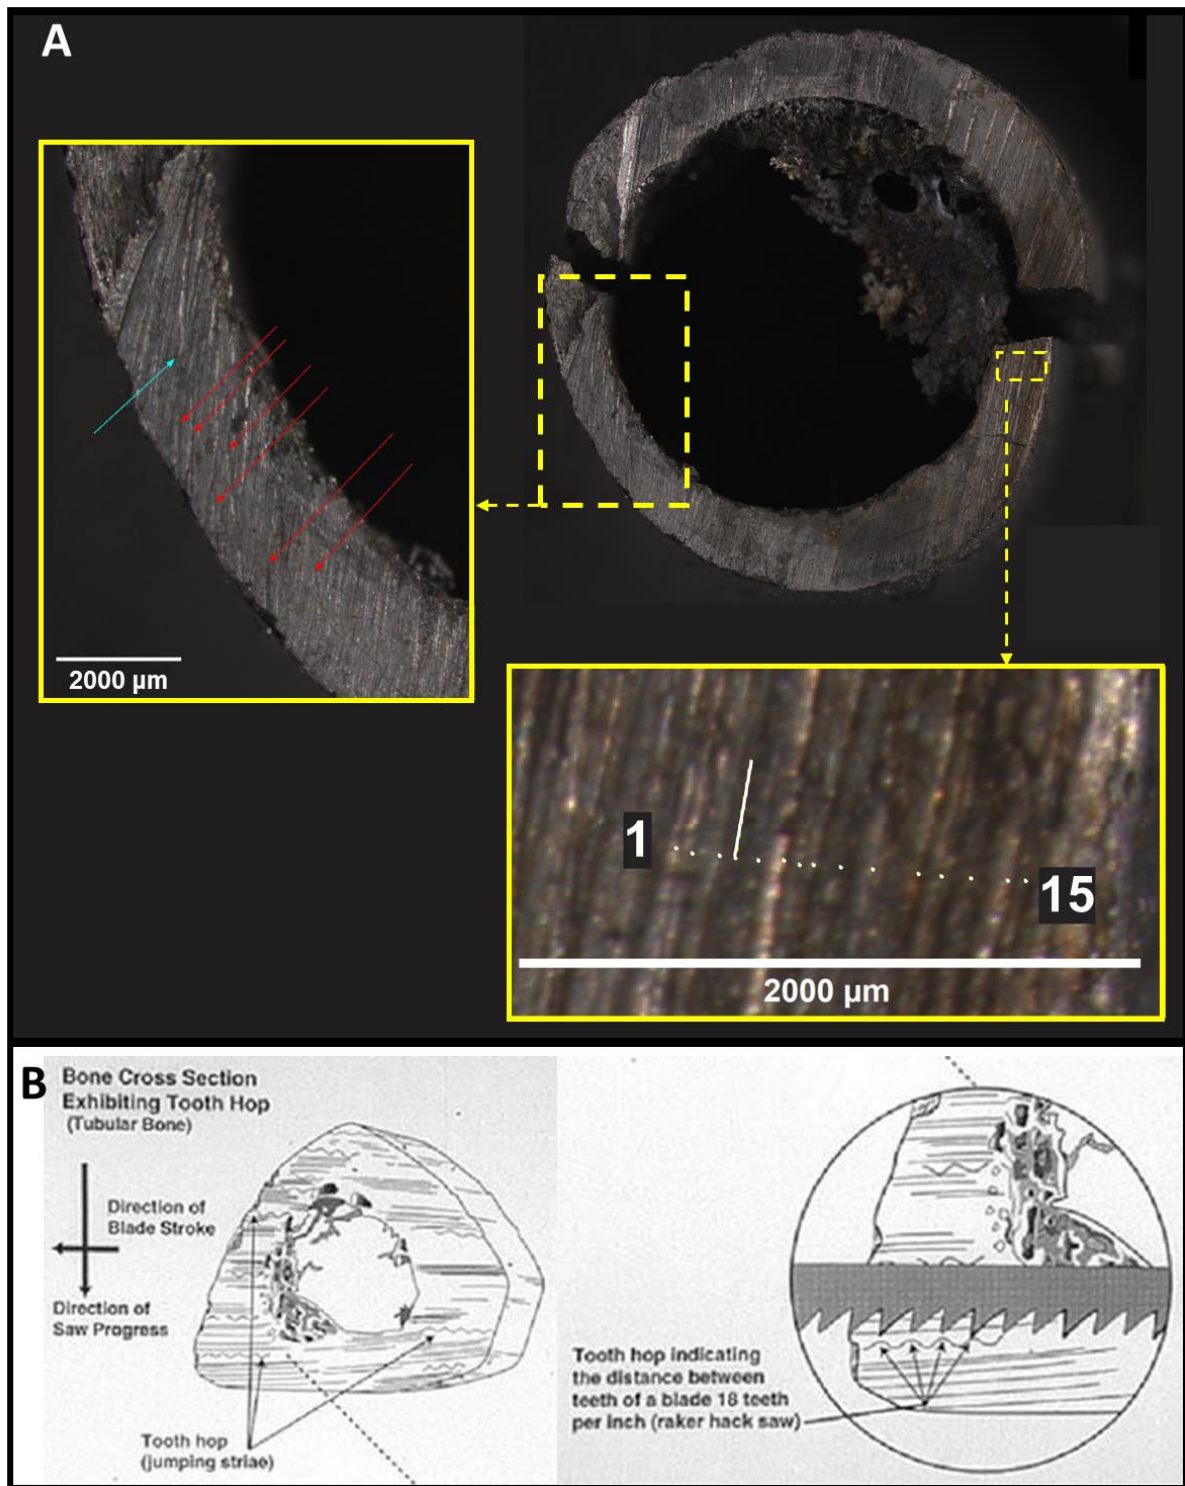 A
2000 µm
1
15
2000 µm
B
Bone Cross Section
Exhibiting Tooth Hop
(Tubular Bone)
Direction of
Blade Stroke
Direction of
Saw Progress
Tooth hop
(jumping striae)
Tooth hop indicating
the distance between
teeth of a blade 18 teeth
per inch (raker hack saw)